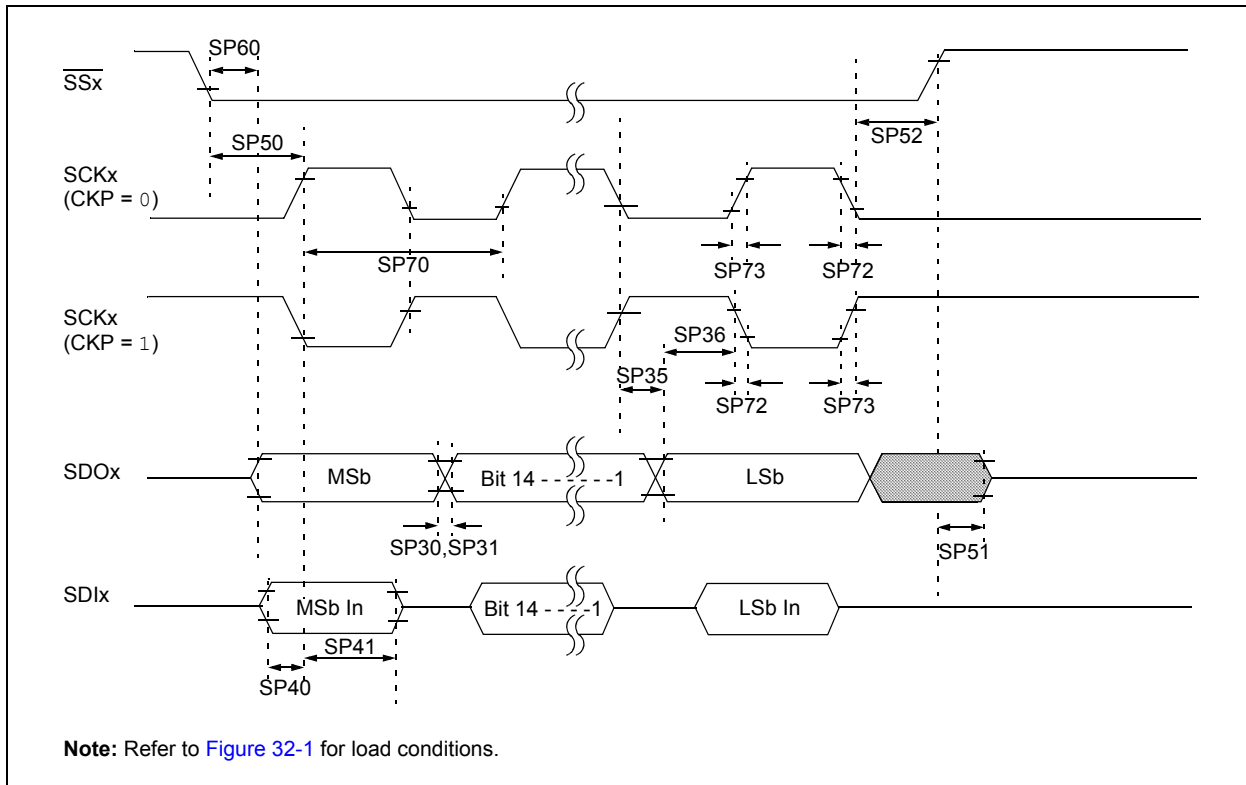 SP60
SSx
SP50
SP52
SCKx
(CKP = 0)
SP70
SP73
SP72
SCKx
(CKP = 1)
SP36
SP35
SP72
SP73
SDOx
MSb
Bit 14 - - - - - -1
LSb
SP30,SP31
SP51
SDIx
MSb In
Bit 14 - - - -1
LSb In
SP41
SP40
Note: Refer to Figure 32-1 for load conditions.